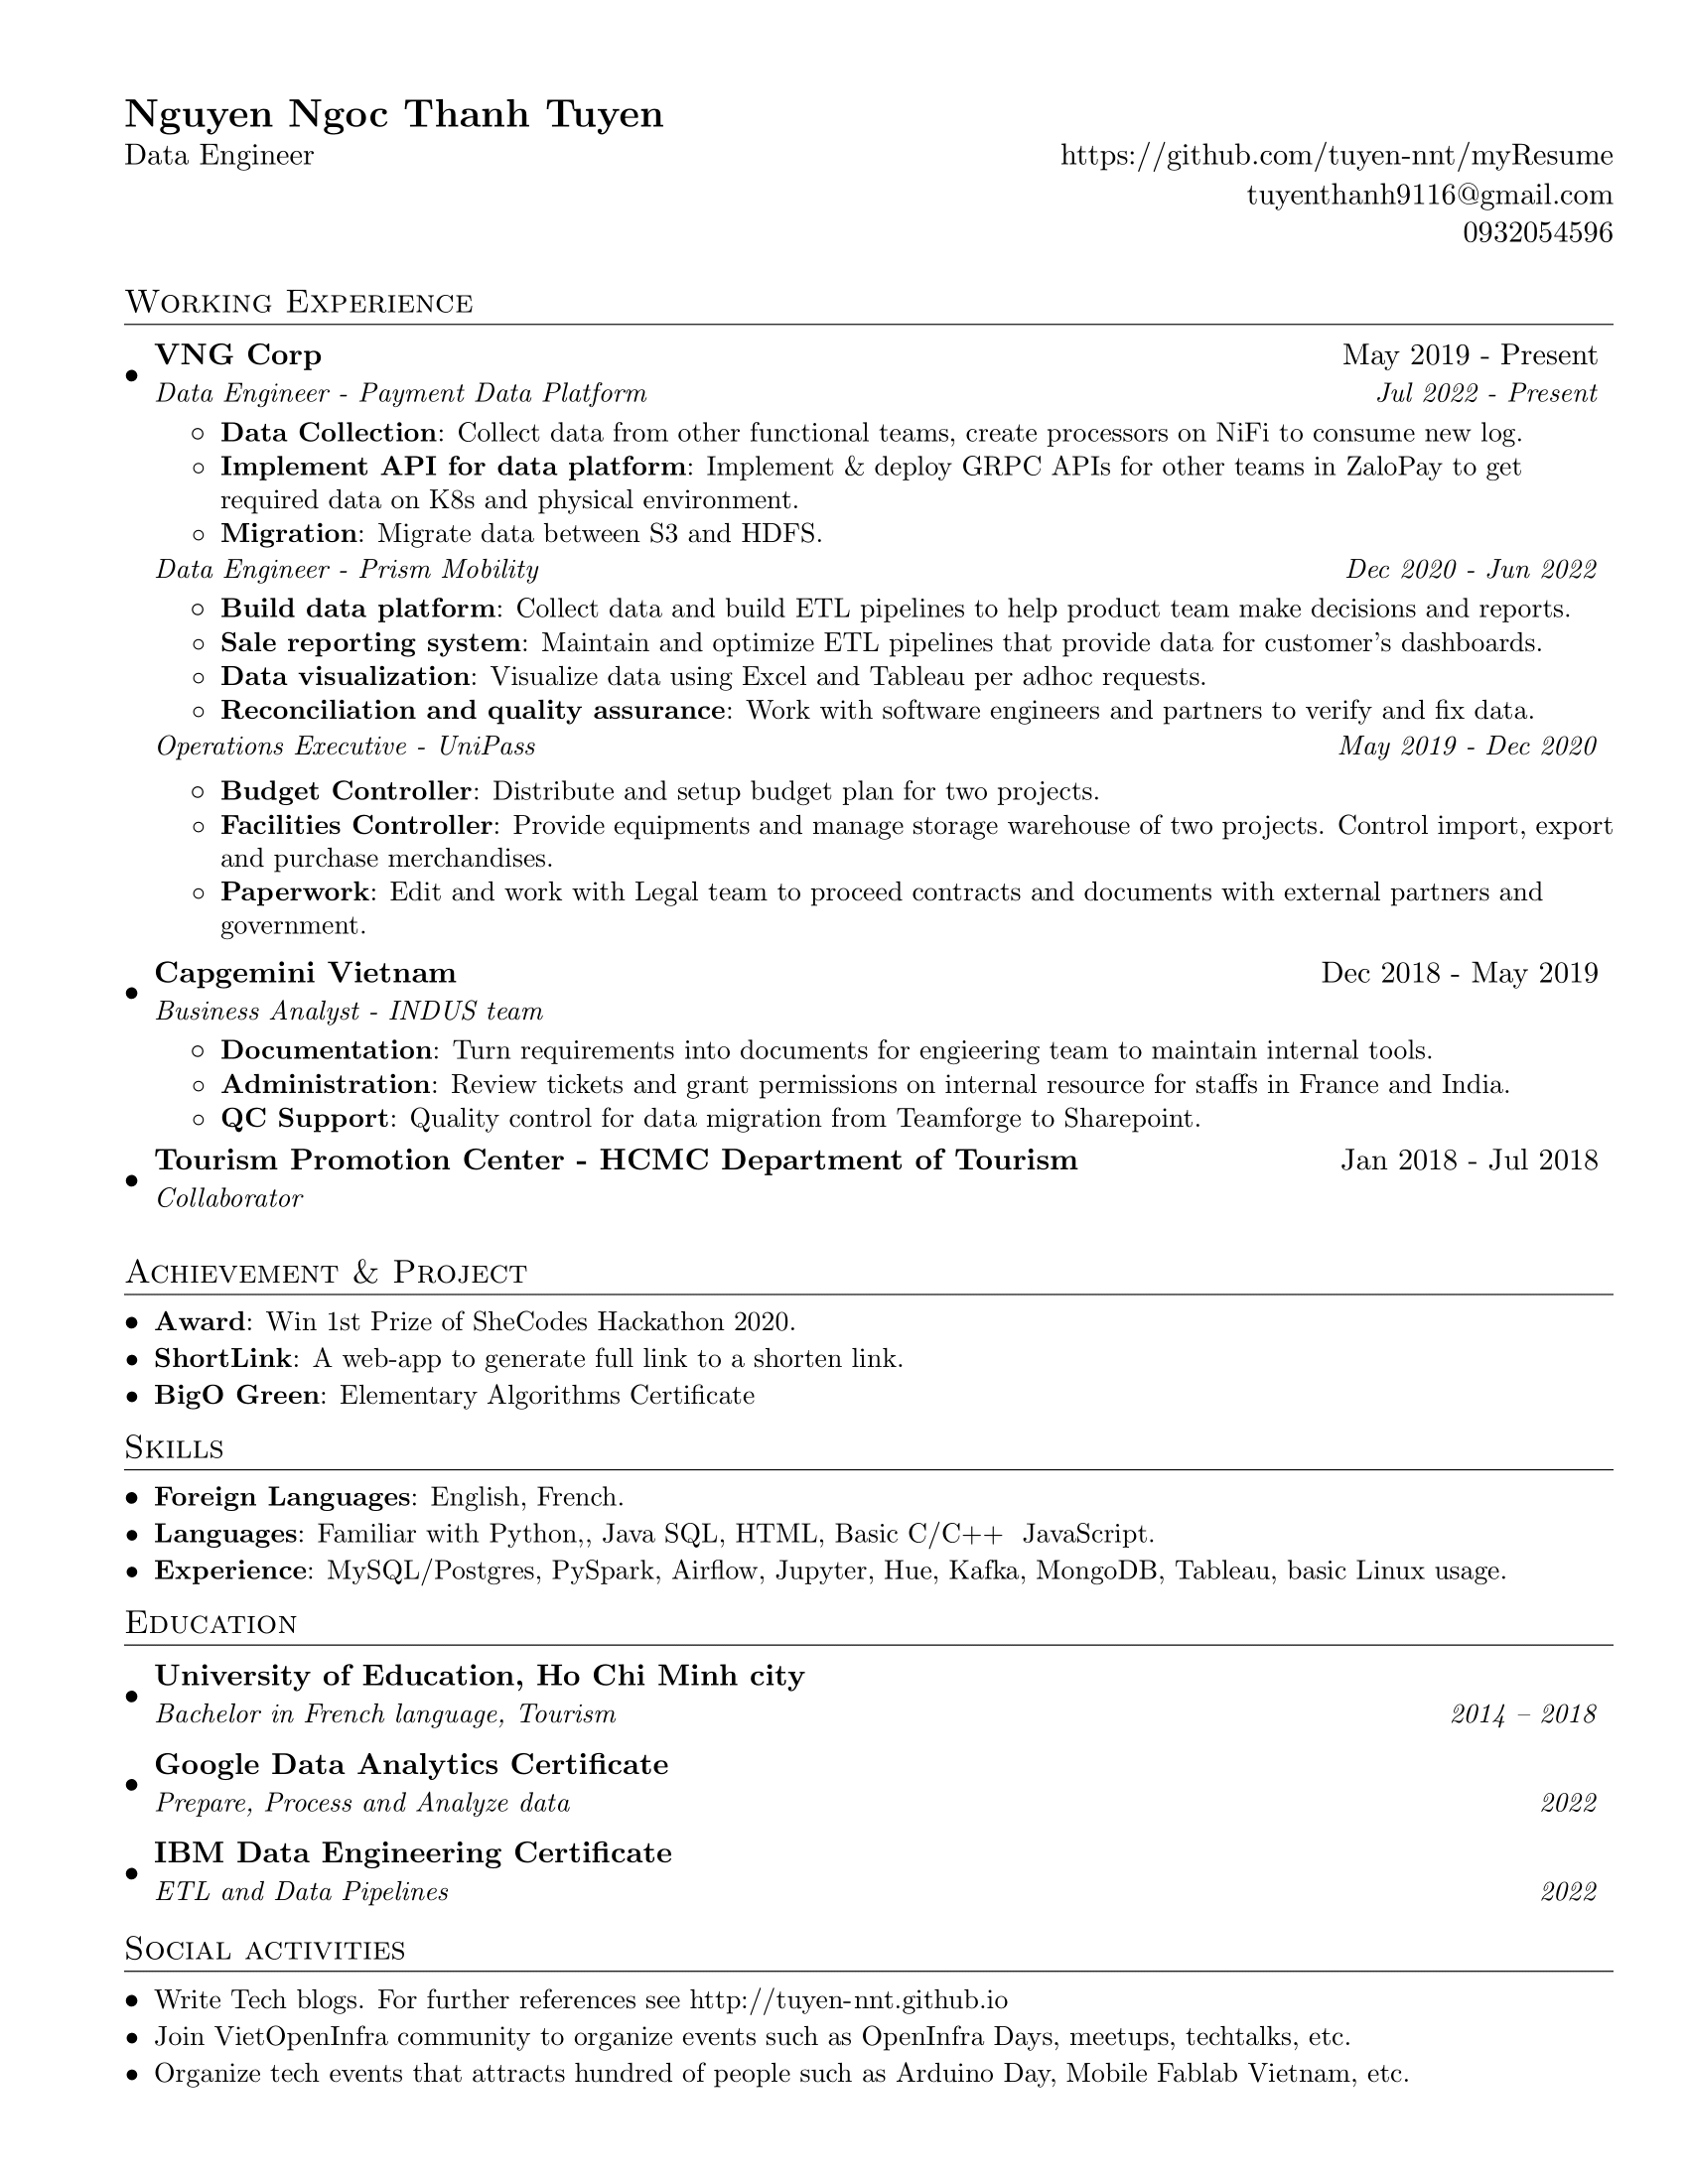 Nguyen Ngoc Thanh Tuyen
Data Engineer
https://github.com/tuyen-nnt/myResume
tuyenthanh9116@gmail.com
0932054596
Working Experience
• VNG Corp May 2019 - Present
Data Engineer - Payment Data Platform Jul 2022 - Present
◦ Data Collection: Collect data from other functional teams, create processors on NiFi to consume new log.
◦ Implement API for data platform: Implement & deploy GRPC APIs for other teams in ZaloPay to get
required data on K8s and physical environment.
◦ Migration: Migrate data between S3 and HDFS.
Data Engineer - Prism Mobility Dec 2020 - Jun 2022
◦ Build data platform: Collect data and build ETL pipelines to help product team make decisions and reports.
◦ Sale reporting system: Maintain and optimize ETL pipelines that provide data for customer's dashboards.
◦ Data visualization: Visualize data using Excel and Tableau per adhoc requests.
◦ Reconciliation and quality assurance: Work with software engineers and partners to verify and fix data.
Operations Executive - UniPass May 2019 - Dec 2020
◦ Budget Controller: Distribute and setup budget plan for two projects.
◦ Facilities Controller: Provide equipments and manage storage warehouse of two projects. Control import, export
and purchase merchandises.
◦ Paperwork: Edit and work with Legal team to proceed contracts and documents with external partners and
government.
• Capgemini Vietnam Dec 2018 - May 2019
Business Analyst - INDUS team
◦ Documentation: Turn requirements into documents for engieering team to maintain internal tools.
◦ Administration: Review tickets and grant permissions on internal resource for staffs in France and India.
◦ QC Support: Quality control for data migration from Teamforge to Sharepoint.
• Tourism Promotion Center - HCMC Department of Tourism Jan 2018 - Jul 2018
Collaborator
Achievement & Project
• Award: Win 1st Prize of SheCodes Hackathon 2020.
• ShortLink: A web-app to generate full link to a shorten link.
• BigO Green: Elementary Algorithms Certificate
Skills
• Foreign Languages: English, French.
• Languages: Familiar with Python,, Java SQL, HTML, Basic C/C++ JavaScript.
• Experience: MySQL/Postgres, PySpark, Airflow, Jupyter, Hue, Kafka, MongoDB, Tableau, basic Linux usage.
Education
• University of Education, Ho Chi Minh city
Bachelor in French language, Tourism 2014 – 2018
• Google Data Analytics Certificate
Prepare, Process and Analyze data 2022
• IBM Data Engineering Certificate
ETL and Data Pipelines 2022
Social activities
• Write Tech blogs. For further references see http://tuyen-nnt.github.io
• Join VietOpenInfra community to organize events such as OpenInfra Days, meetups, techtalks, etc.
• Organize tech events that attracts hundred of people such as Arduino Day, Mobile Fablab Vietnam, etc.